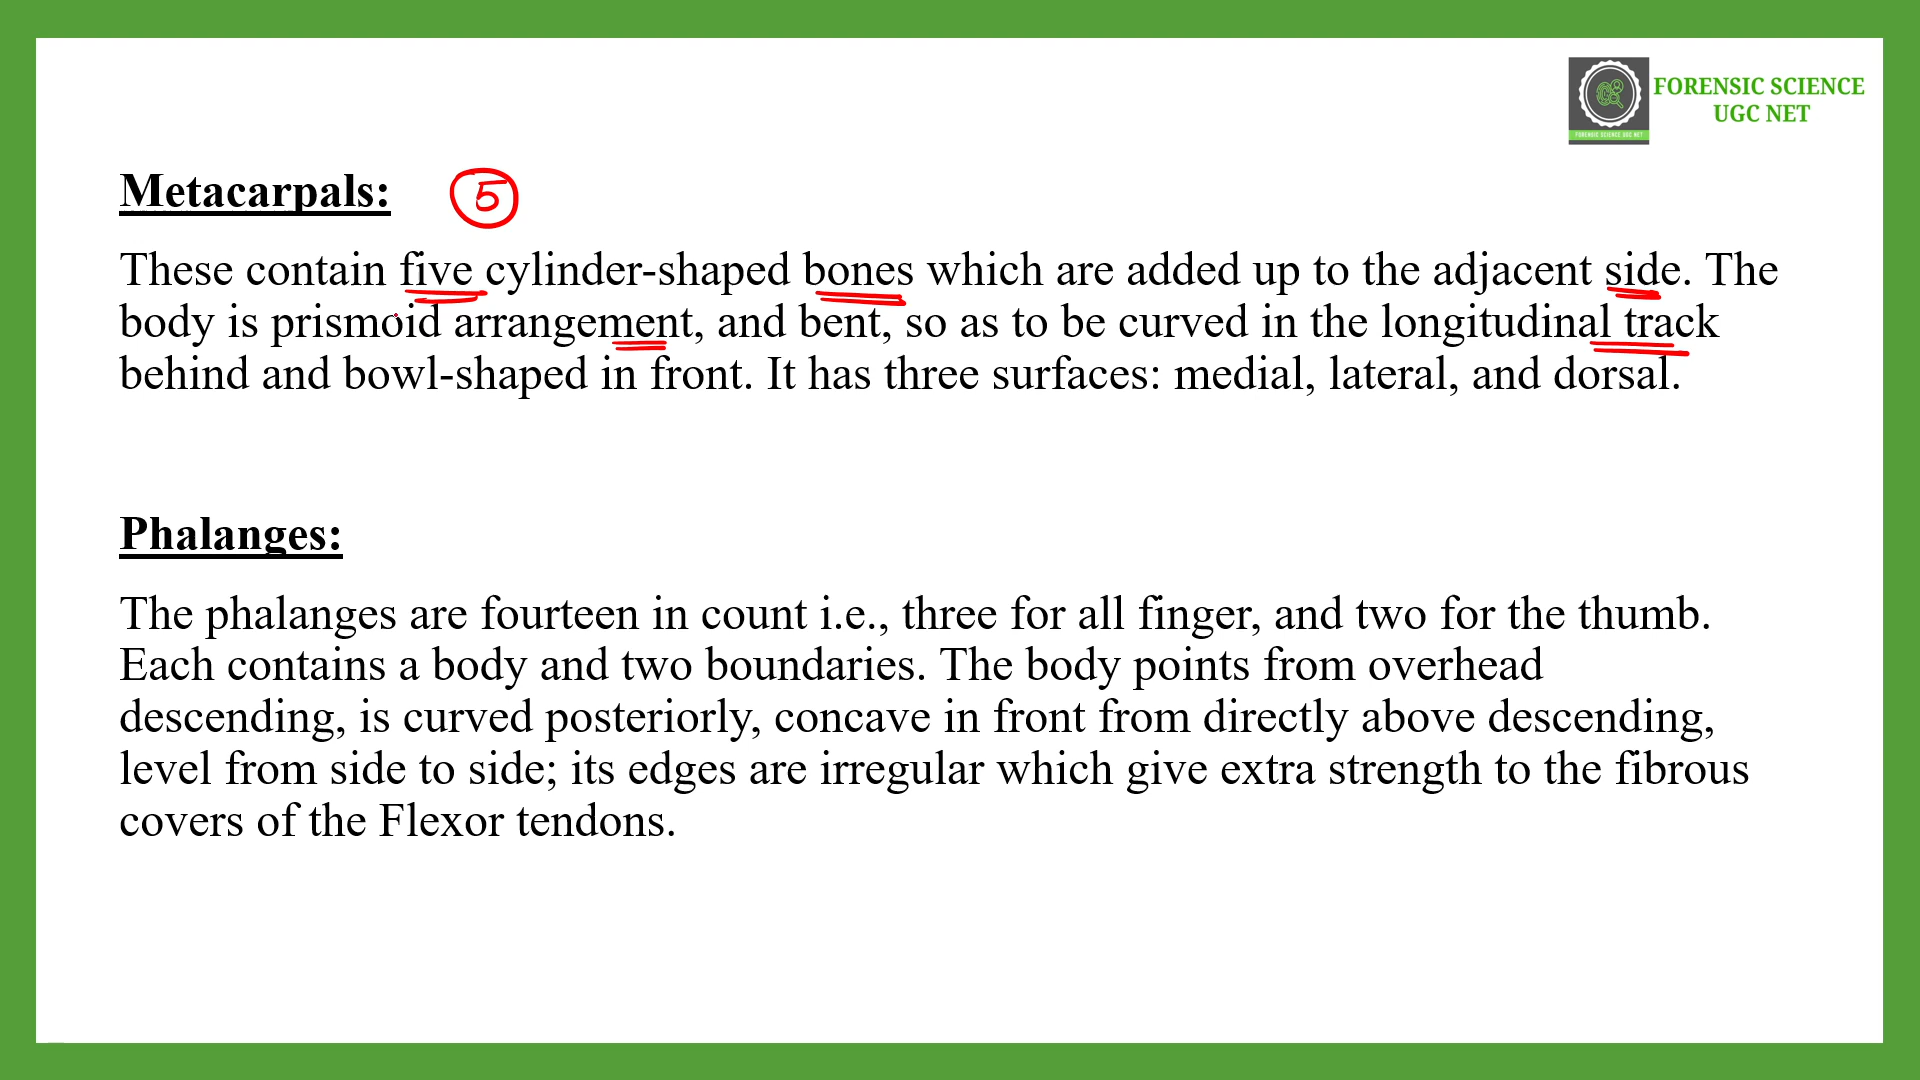 FORENSIC SCIENCE
UGC NET
FORENSIC SCIENCE UGC NET
Metacarpals: 5
These contain five cylinder-shaped bones which are added up to the adjacent side. The
body is prismoid arrangement, and bent, so as to be curved in the longitudinal track
behind and bowl-shaped in front. It has three surfaces: medial, lateral, and dorsal.
Phalanges:
The phalanges are fourteen in count i.e., three for all finger, and two for the thumb.
Each contains a body and two boundaries. The body points from overhead
descending, is curved posteriorly, concave in front from directly above descending,
level from side to side; its edges are irregular which give extra strength to the fibrous
covers of the Flexor tendons.